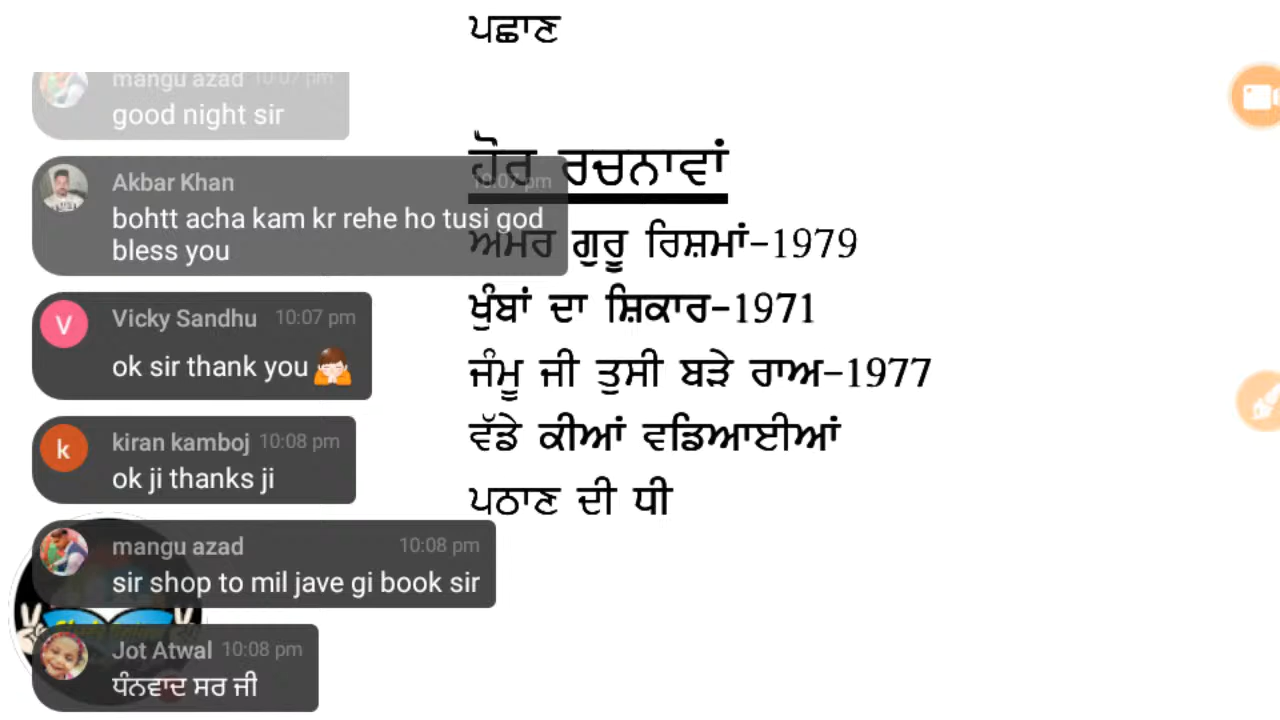 ਪਛਾਣ
mangu azad 10:07 pm
good night sir
Akbar Khan 10:07 pm
bohtt acha kam kr rehe ho tusi god
bless you
Vicky Sandhu 10:07 pm
ok sir thank you 🙏
kiran kamboj 10:08 pm
ok ji thanks ji
mangu azad 10:08 pm
sir shop to mil jave gi book sir
Jot Atwal 10:08 pm
ਧੰਨਵਾਦ ਸਰ ਜੀ
ਹੋਰ ਰਚਨਾਵਾਂ
ਅਮਰ ਗੁਰੂ ਰਿਸ਼ਮਾਂ-1979
ਖੁੰਬਾਂ ਦਾ ਸ਼ਿਕਾਰ-1971
ਜੰਮੂ ਜੀ ਤੁਸੀ ਬੜੇ ਰਾਅ-1977
ਵੱਡੇ ਕੀਆਂ ਵਡਿਆਈਆਂ
ਪਠਾਣ ਦੀ ਧੀ
V
k